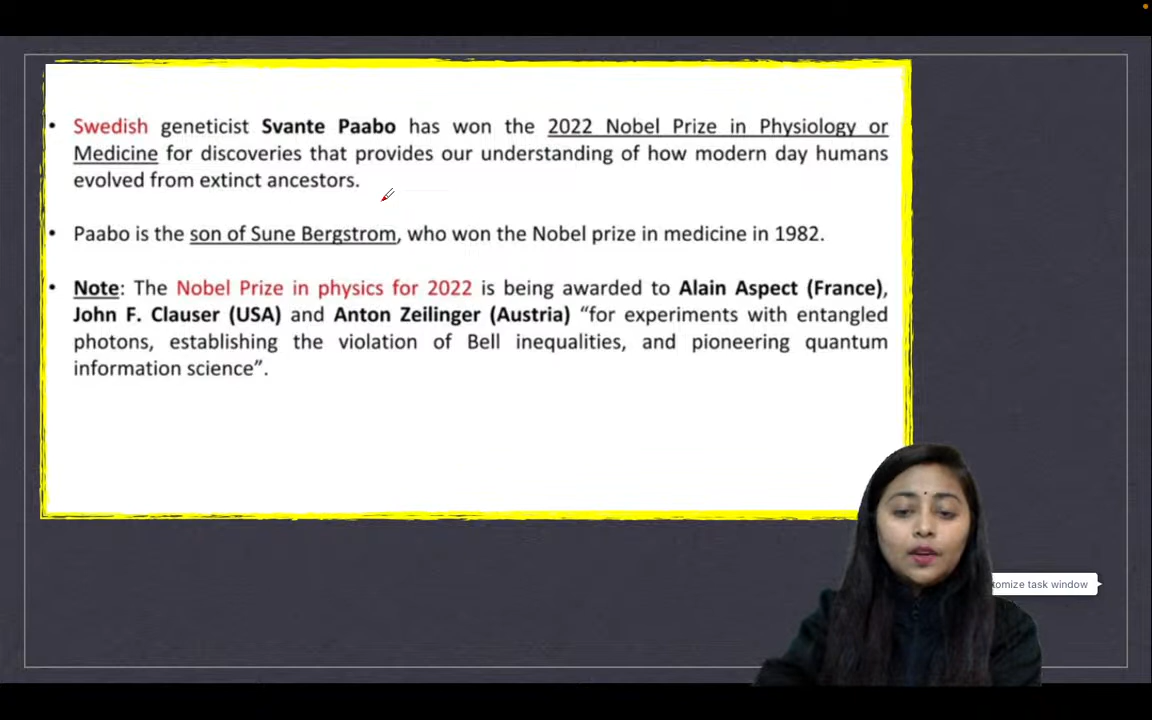 • Swedish geneticist Svante Paabo has won the 2022 Nobel Prize in Physiology or
Medicine for discoveries that provides our understanding of how modern day humans
evolved from extinct ancestors.
• Paabo is the son of Sune Bergstrom, who won the Nobel prize in medicine in 1982.
• Note: The Nobel Prize in physics for 2022 is being awarded to Alain Aspect (France),
John F. Clauser (USA) and Anton Zeilinger (Austria) “for experiments with entangled
photons, establishing the violation of Bell inequalities, and pioneering quantum
information science”.
tomize task window